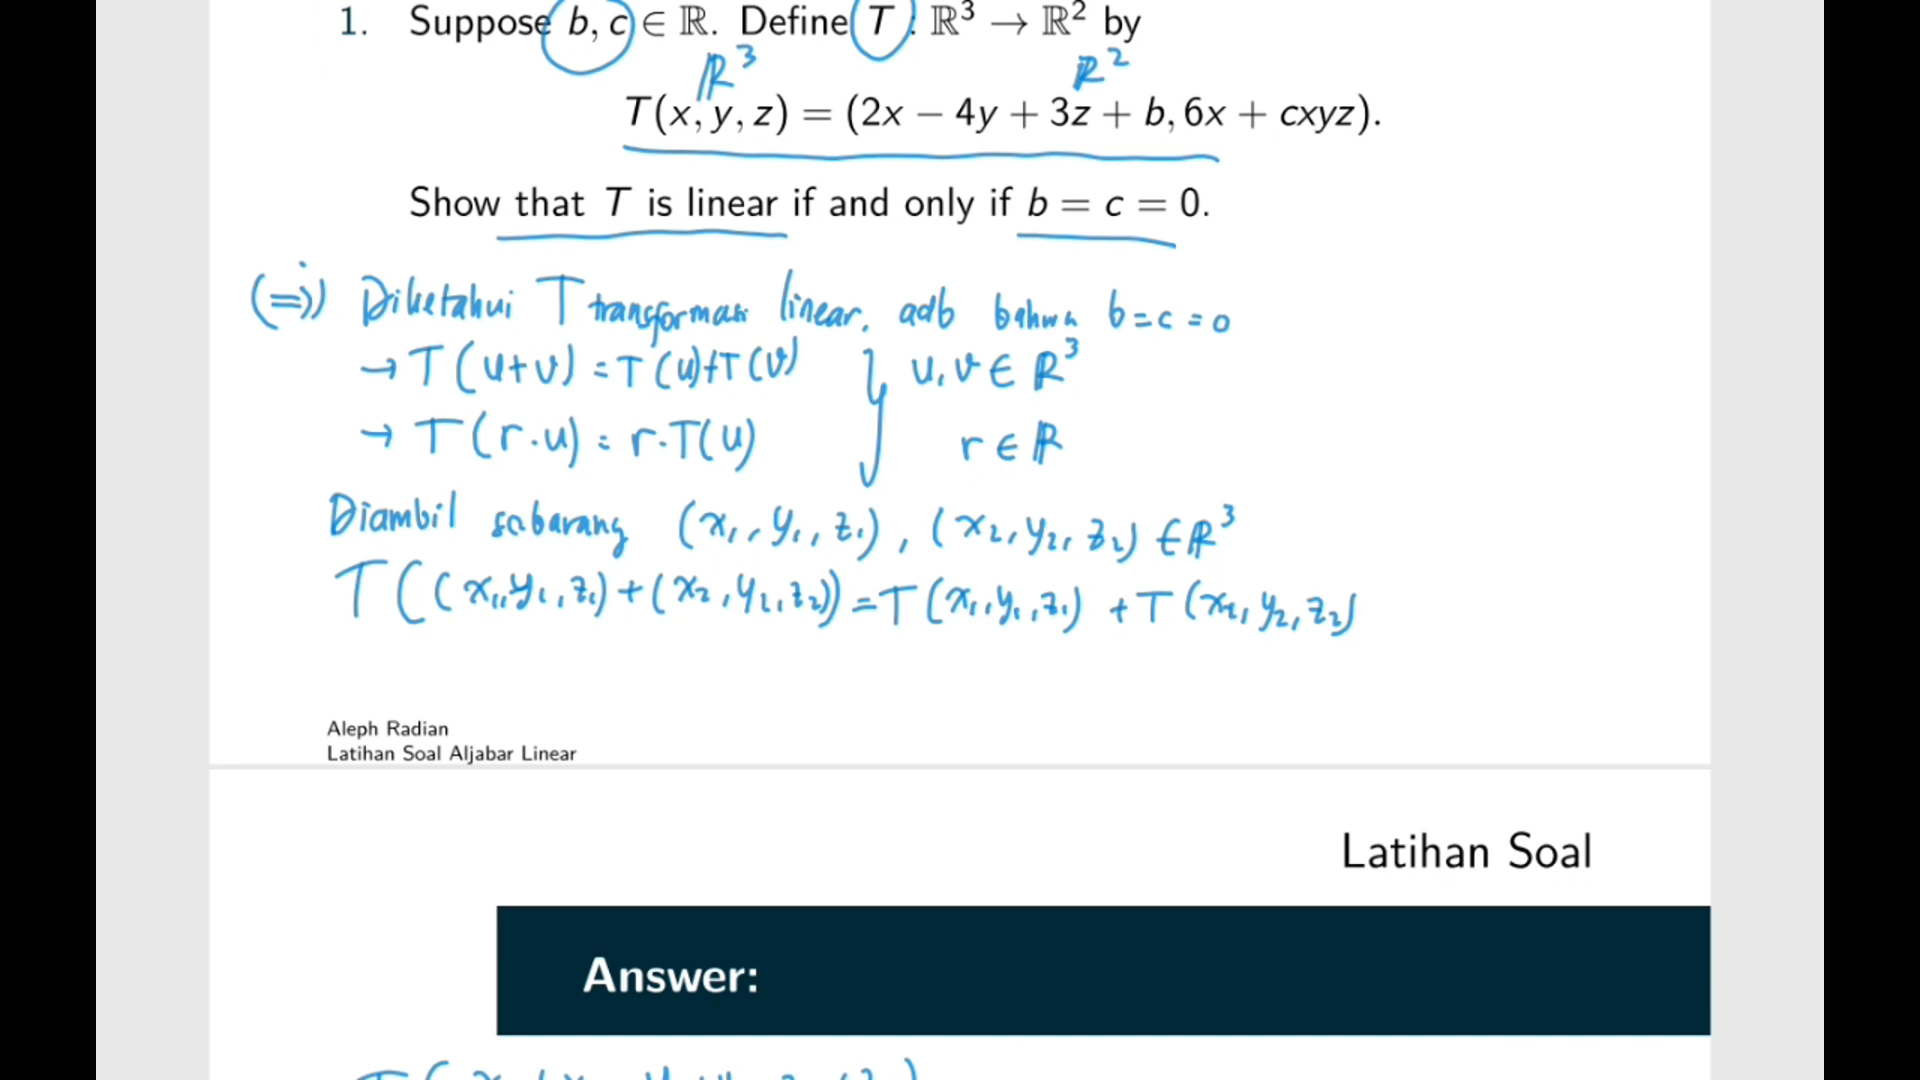 1. Suppose b, c ∈ ℝ. Define T : ℝ³ → ℝ² by
ℝ³ ℝ²
T(x, y, z) = (2x − 4y + 3z + b, 6x + cxyz).
Show that T is linear if and only if b = c = 0.
(⇒) Diketahui T transformasi linear. adb bahwa b = c = 0
→ T(u+v) = T(u)+T(v) } u, v ∈ ℝ³
→ T(r·u) = r·T(u) r ∈ ℝ
Diambil sebarang (x₁, y₁, z₁), (x₂, y₂, z₂) ∈ ℝ³
T((x₁, y₁, z₁) + (x₂, y₂, z₂)) = T(x₁, y₁, z₁) + T(x₂, y₂, z₂)
Aleph Radian
Latihan Soal Aljabar Linear
Latihan Soal
Answer: